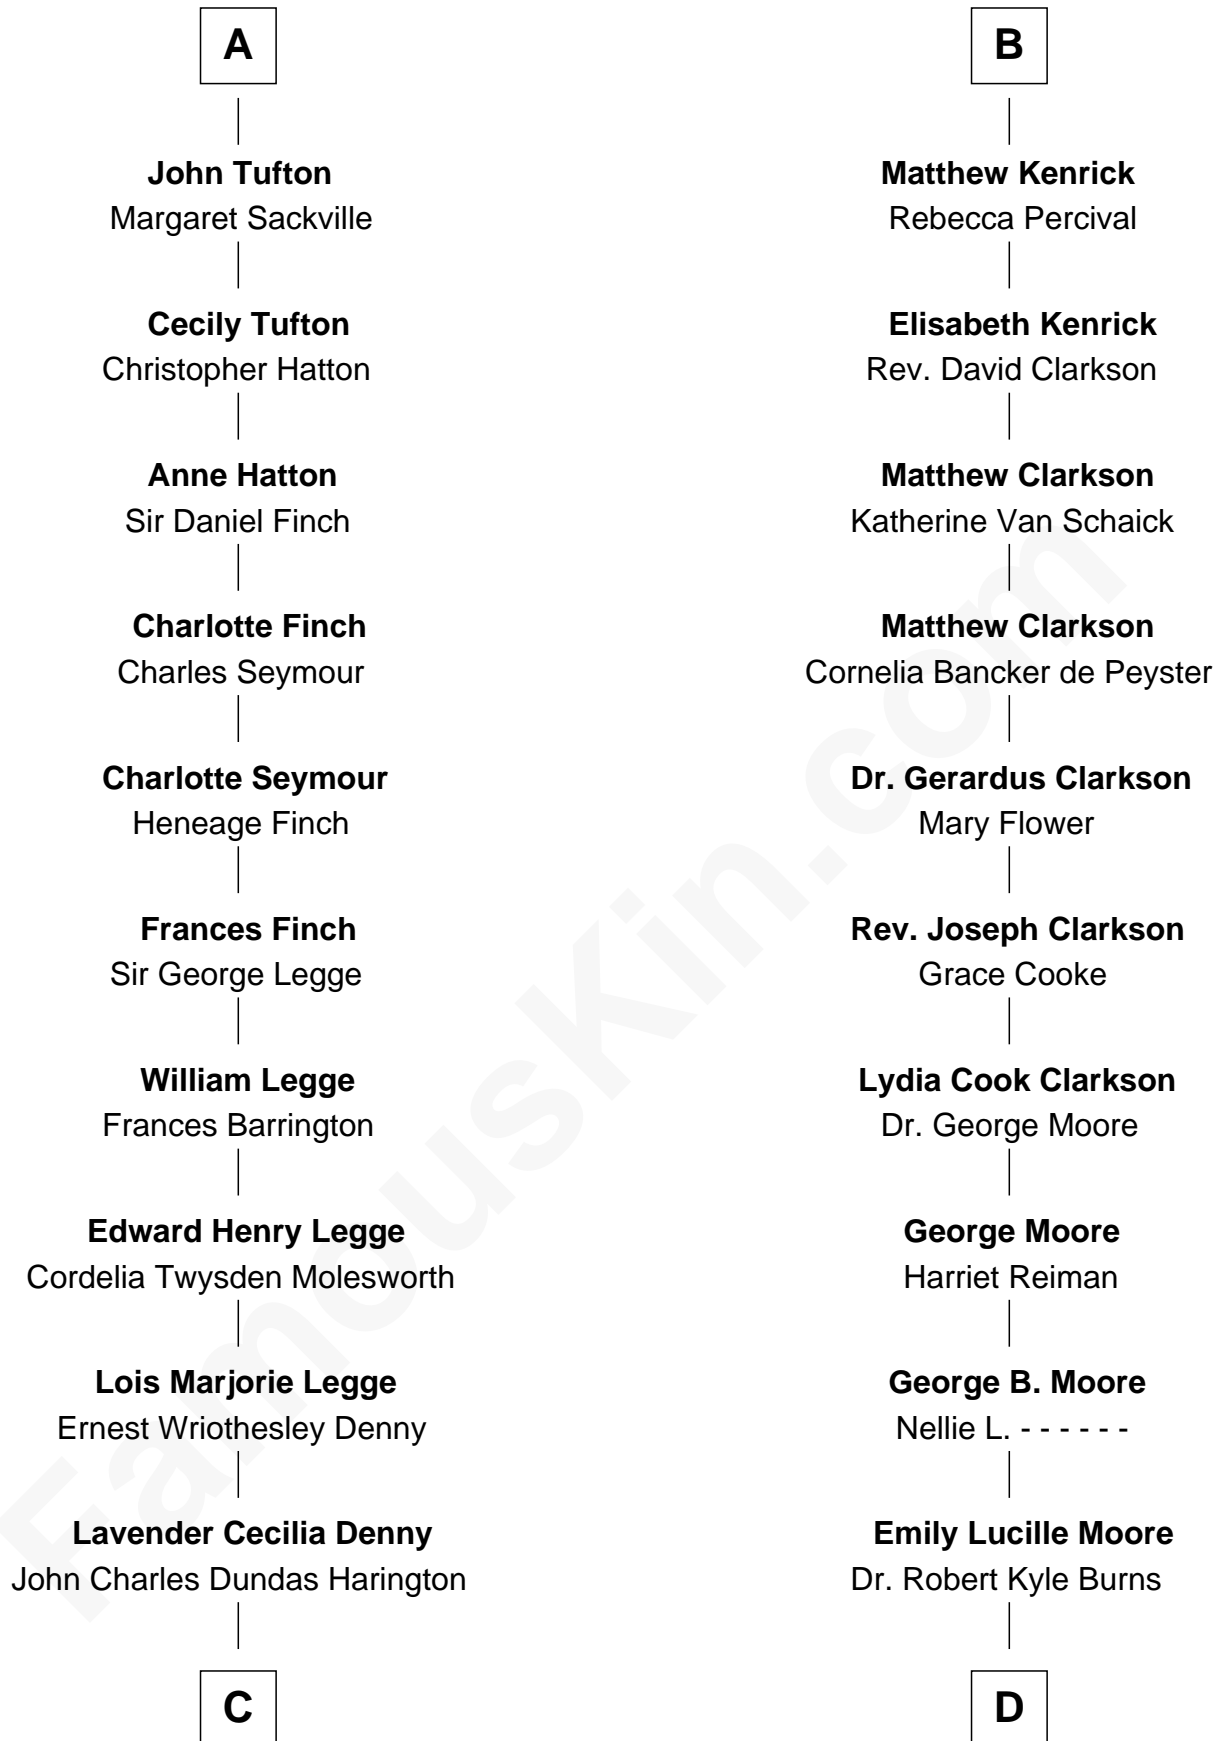 A
John Tufton
Margaret Sackville
Cecily Tufton
Christopher Hatton
Anne Hatton
Sir Daniel Finch
Charlotte Finch
Charles Seymour
Charlotte Seymour
Heneage Finch
Frances Finch
Sir George Legge
William Legge
Frances Barrington
Edward Henry Legge
Cordelia Twysden Molesworth
Lois Marjorie Legge
Ernest Wriothesley Denny
Lavender Cecilia Denny
John Charles Dundas Harington
C
B
Matthew Kenrick
Rebecca Percival
Elisabeth Kenrick
Rev. David Clarkson
Matthew Clarkson
Katherine Van Schaick
Matthew Clarkson
Cornelia Bancker de Peyster
Dr. Gerardus Clarkson
Mary Flower
Rev. Joseph Clarkson
Grace Cooke
Lydia Cook Clarkson
Dr. George Moore
George Moore
Harriet Reiman
George B. Moore
Nellie L. - - - - - -
Emily Lucille Moore
Dr. Robert Kyle Burns
D
FamousKin.com